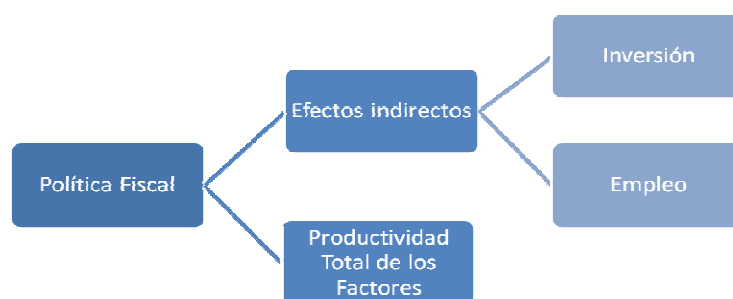 Política Fiscal
Efectos indirectos
Productividad
Total de los
Factores
Inversión
Empleo